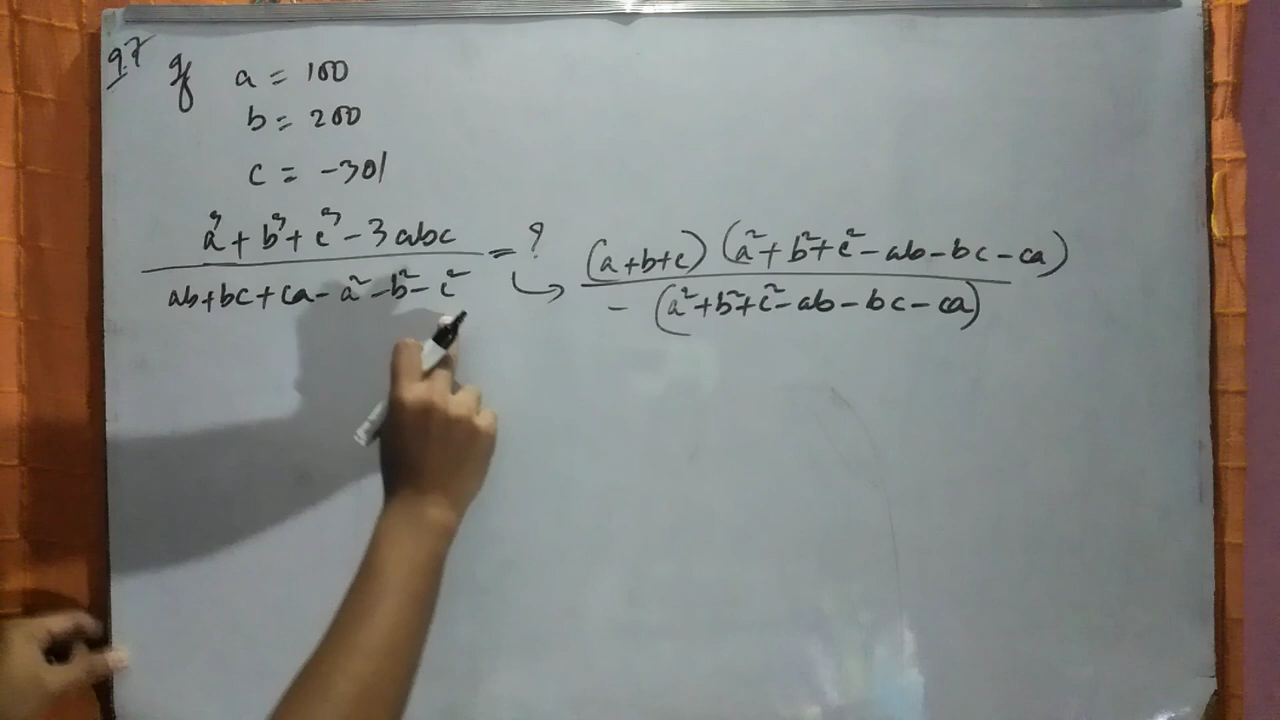 97 If a = 100
b = 200
c = -301
a³ + b³ + c³ - 3abc
ab+bc+ca - a² - b² - c²
= ?
(a+b+c) (a² + b² + c² - ab - bc - ca)
- (a² + b² + c² - ab - bc - ca)